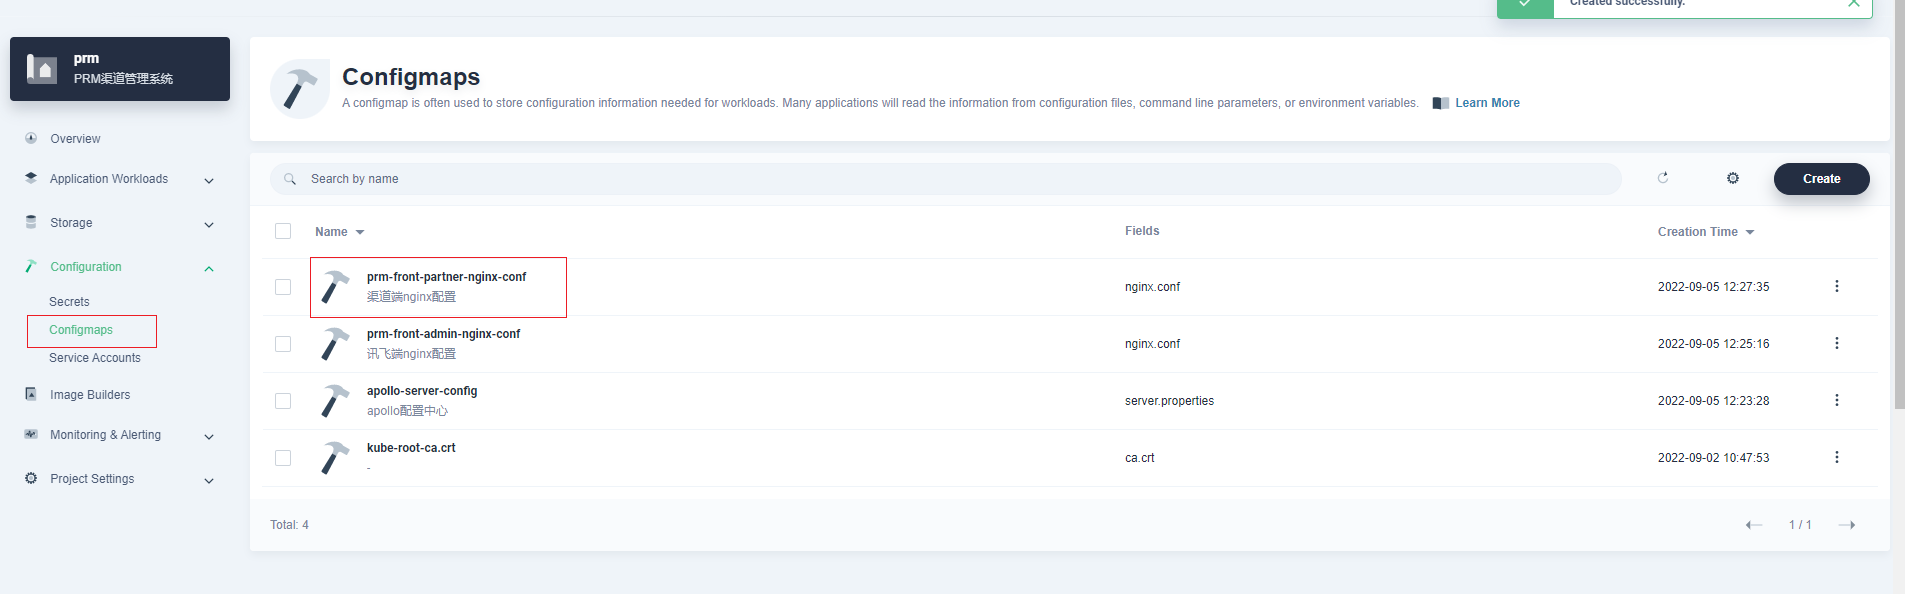 Created successfully.
prm
PRM渠道管理系统
Overview
Application Workloads
Storage
Configuration
Secrets
Configmaps
Service Accounts
Image Builders
Monitoring & Alerting
Project Settings
Configmaps
A configmap is often used to store configuration information needed for workloads. Many applications will read the information from configuration files, command line parameters, or environment variables. Learn More
Search by name
Create
Name Fields Creation Time
prm-front-partner-nginx-conf
渠道端nginx配置
nginx.conf 2022-09-05 12:27:35
prm-front-admin-nginx-conf
讯飞端nginx配置
nginx.conf 2022-09-05 12:25:16
apollo-server-config
apollo配置中心
server.properties 2022-09-05 12:23:28
kube-root-ca.crt
-
ca.crt 2022-09-02 10:47:53
Total: 4 1 / 1